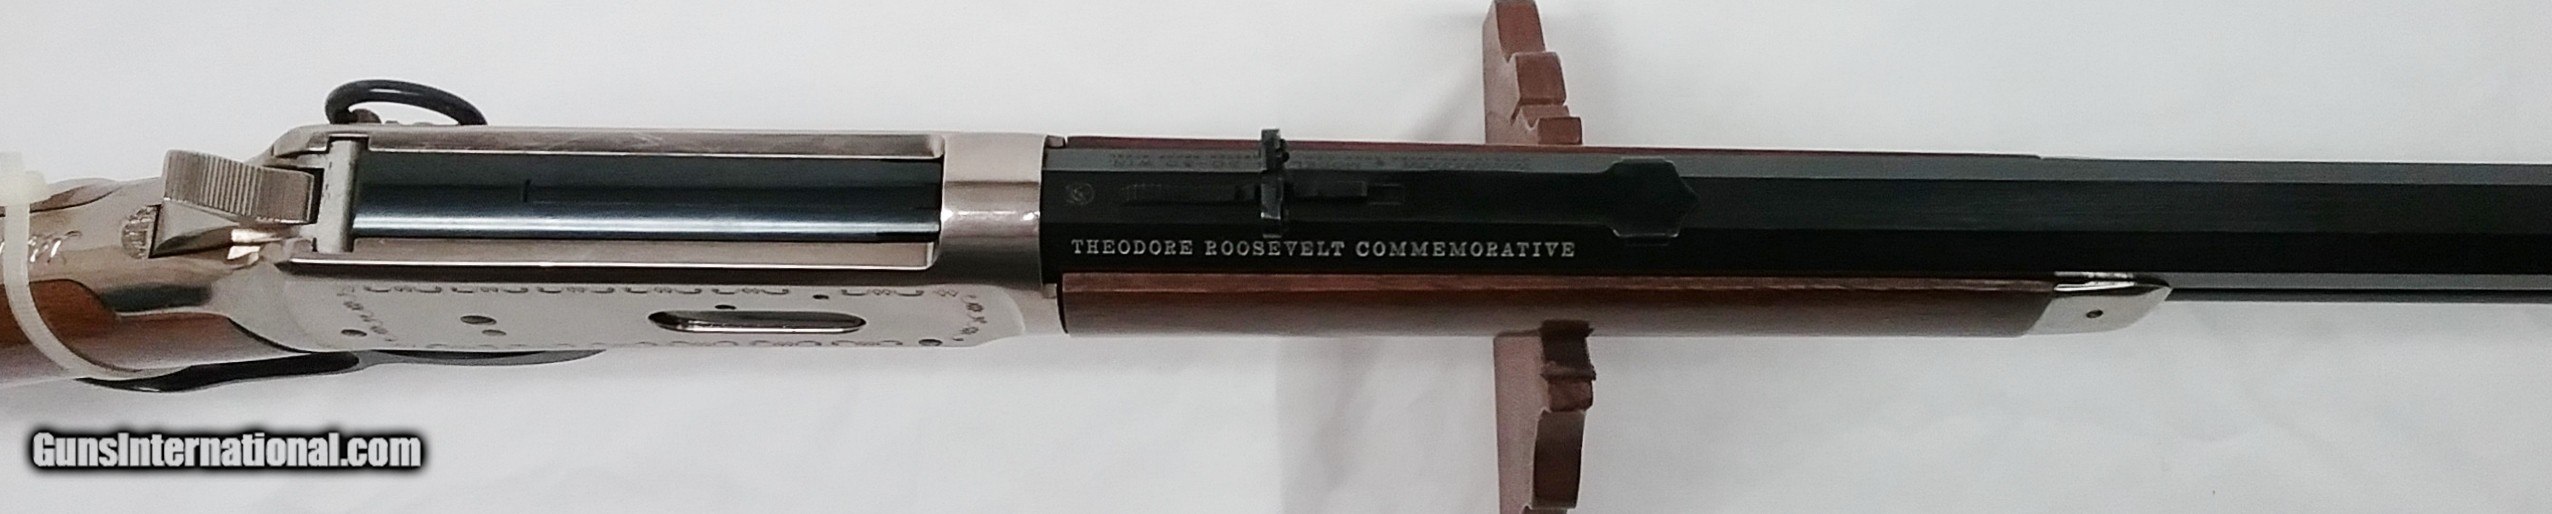 THEODORE ROOSEVELT COMMEMORATIVE
GunsInternational.com